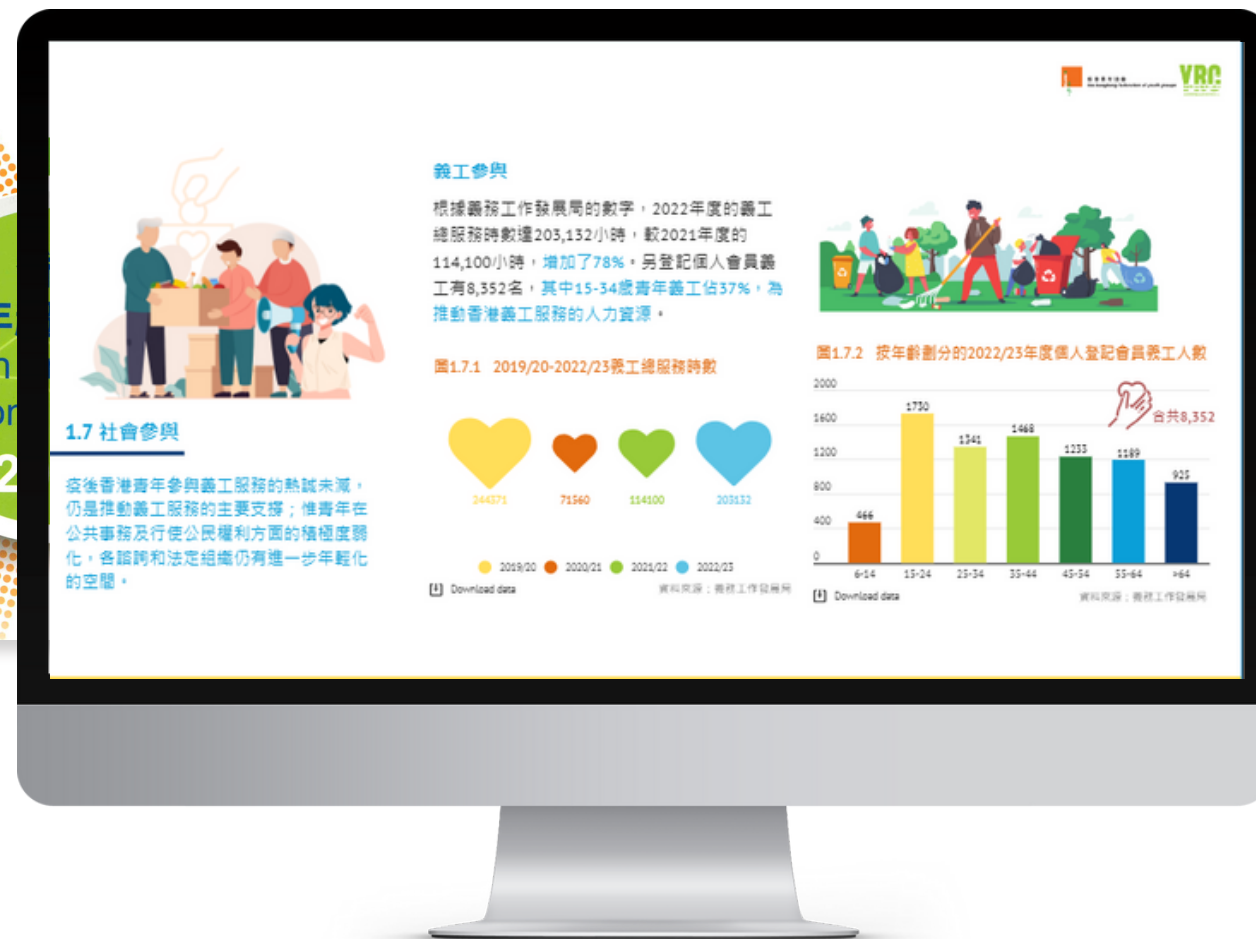 VRC
1.7 社會參與
疫後香港青年參與義工服務的熱誠未減，
仍是推動義工服務的主要支撐；惟青年在
公共事務及行使公民權利方面的積極度弱
化，各諮詢和法定組織仍有進一步年輕化
的空間。
義工參與
根據義務工作發展局的數字，2022年度的義工
總服務時數達203,132小時，較2021年度的
114,100小時，增加了78%。另登記個人會員義
工有8,352名，其中15-34歲青年義工佔37%，為
推動香港義工服務的人力資源。
圖1.7.1 2019/20-2022/23義工總服務時數
244371 71560 114100 203132
2019/20 2020/21 2021/22 2022/23
Download data 資料來源：義務工作發展局
圖1.7.2 按年齡劃分的2022/23年度個人登記會員義工人數
合共8,352
2000
1600
1200
800
400
0
466 1730 1341 1468 1233 1189 925
6-14 15-24 25-34 35-44 45-54 55-64 >64
Download data 資料來源：義務工作發展局